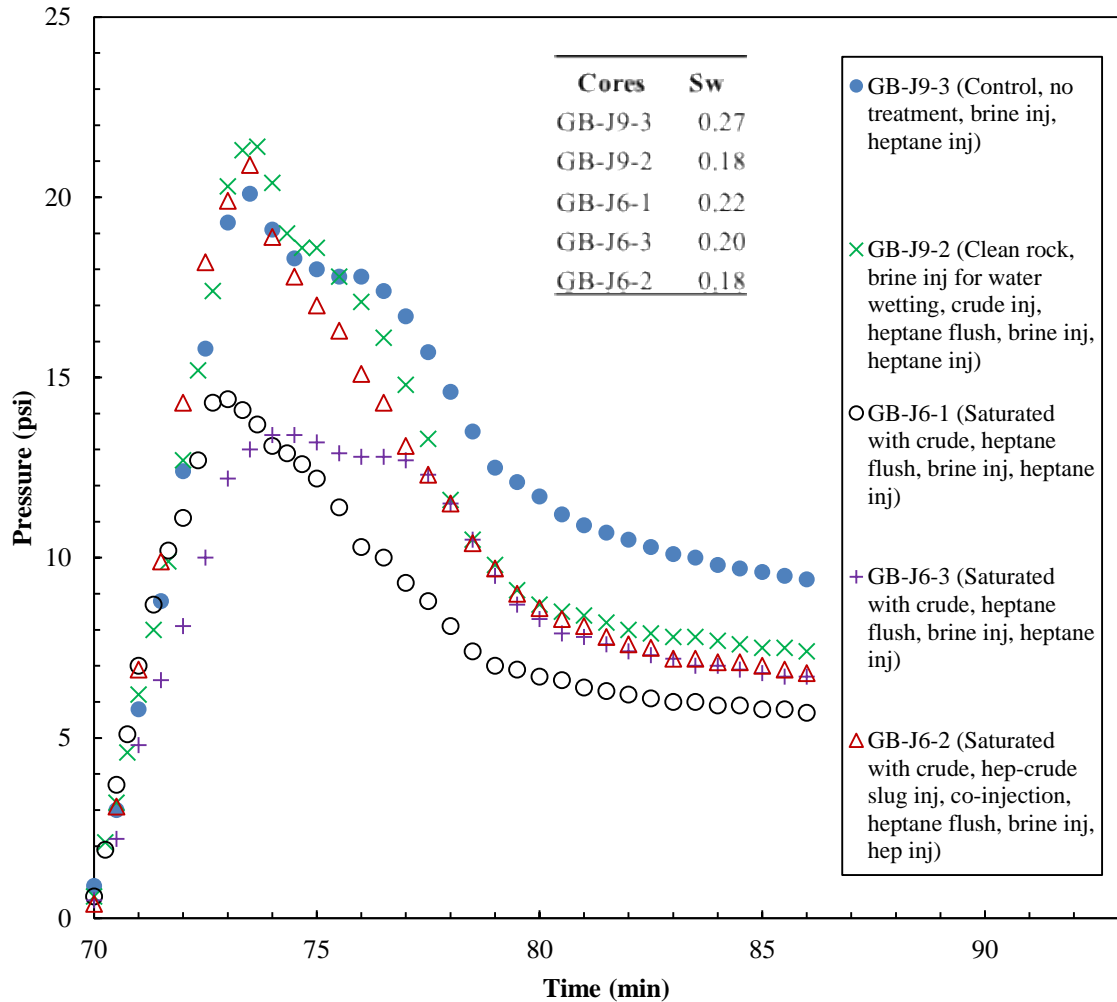 25
20
15
10
5
0
Pressure (psi)
70
75
80
85
90
Time (min)
Cores Sw
GB-J9-3 0.27
GB-J9-2 0.18
GB-J6-1 0.22
GB-J6-3 0.20
GB-J6-2 0.18
GB-J9-3 (Control, no
treatment, brine inj,
heptane inj)
GB-J9-2 (Clean rock,
brine inj for water
wetting, crude inj,
heptane flush, brine inj,
heptane inj)
GB-J6-1 (Saturated
with crude, heptane
flush, brine inj, heptane
inj)
GB-J6-3 (Saturated
with crude, heptane
flush, brine inj, heptane
inj)
GB-J6-2 (Saturated
with crude, hep-crude
slug inj, co-injection,
heptane flush, brine inj,
hep inj)